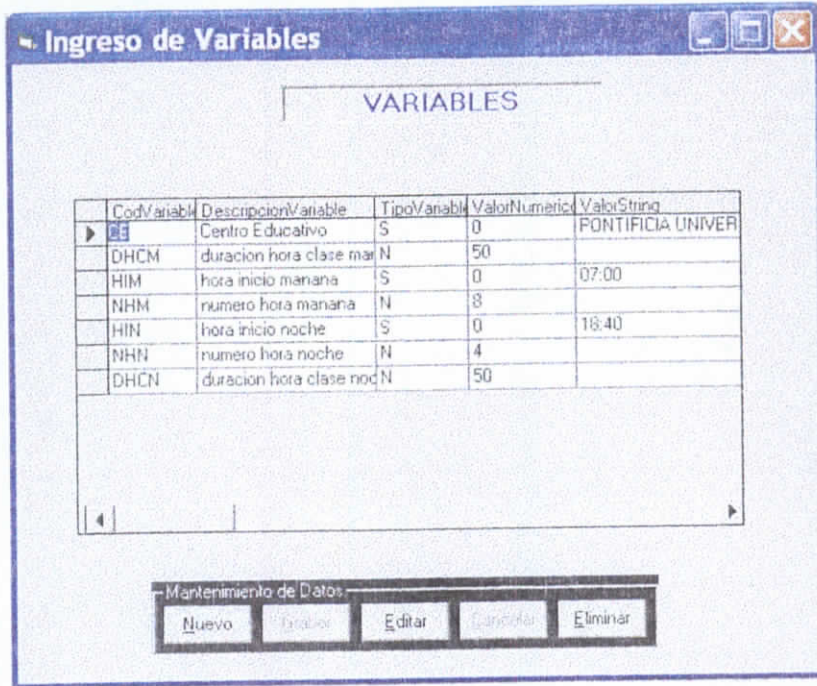 Ingreso de Variables
VARIABLES
CodVariabl DescripcionVariable TipoVariabl ValorNumeric ValorString
CE Centro Educativo S 0 PONTIFICIA UNIVER
DHCM duracion hora clase mar N 50
HIM hora inicio manana S 0 07:00
NHM numero hora manana N 8
HIN hora inicio noche S 0 18:40
NHN numero hora noche N 4
DHCN duracion hora clase noc N 50
Mantenimiento de Datos
Nuevo Grabar Editar Cancelar Eliminar